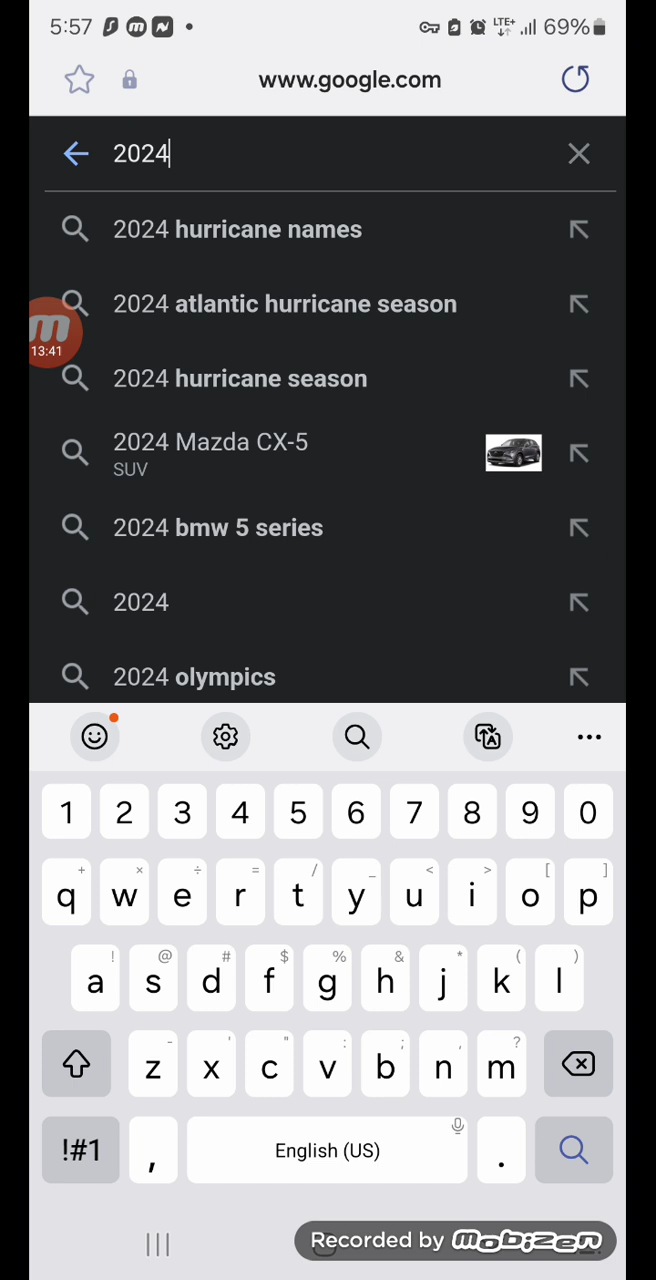 5:57 LTE+ 69%
www.google.com
2024
2024 hurricane names
2024 atlantic hurricane season
m
13:41
2024 hurricane season
2024 Mazda CX-5
SUV
2024 bmw 5 series
2024
2024 olympics
1 2 3 4 5 6 7 8 9 0
+ × ÷ = / _ < > [ ]
q w e r t y u i o p
! @ # $ % & * ( )
a s d f g h j k l
- ' " : ; , ?
z x c v b n m
!#1 , English (US) .
Recorded by mobizen